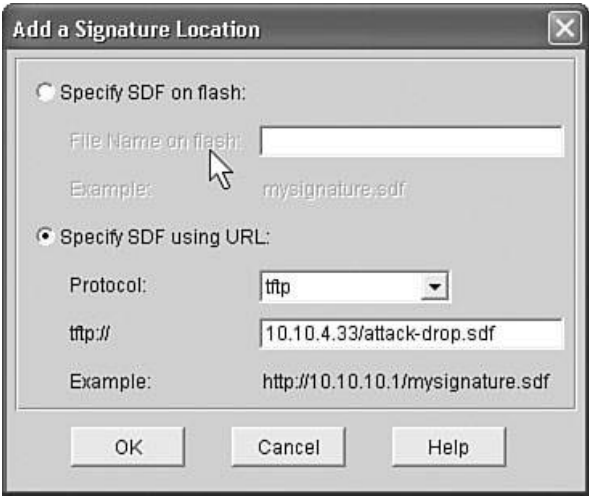 Add a Signature Location
Specify SDF on flash:
File Name on flash:
Example: mysignature.sdf
Specify SDF using URL:
Protocol: tftp
tftp:// 10.10.4.33/attack-drop.sdf
Example: http://10.10.10.1/mysignature.sdf
OK Cancel Help